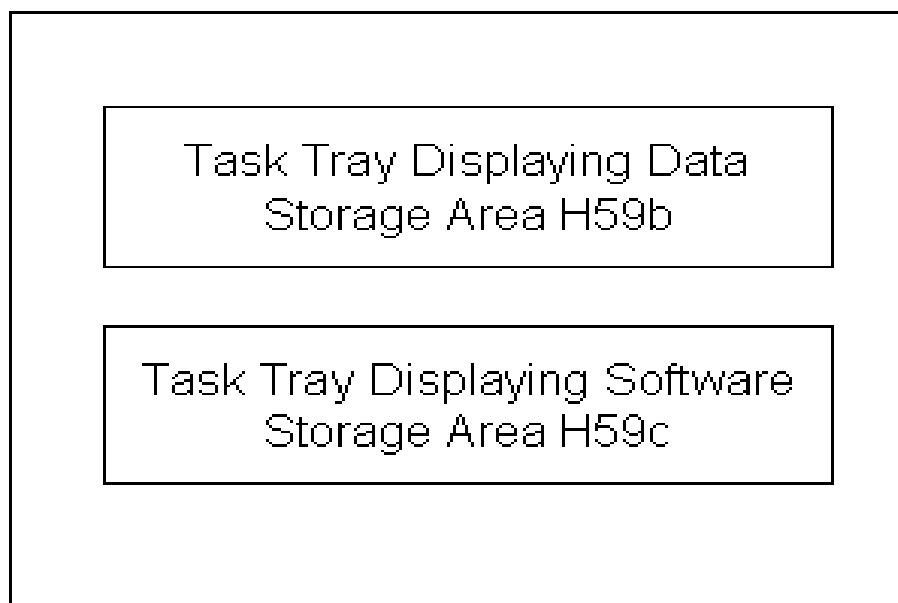 Task Tray Displaying Data
Storage Area H59b
Task Tray Displaying Software
Storage Area H59c